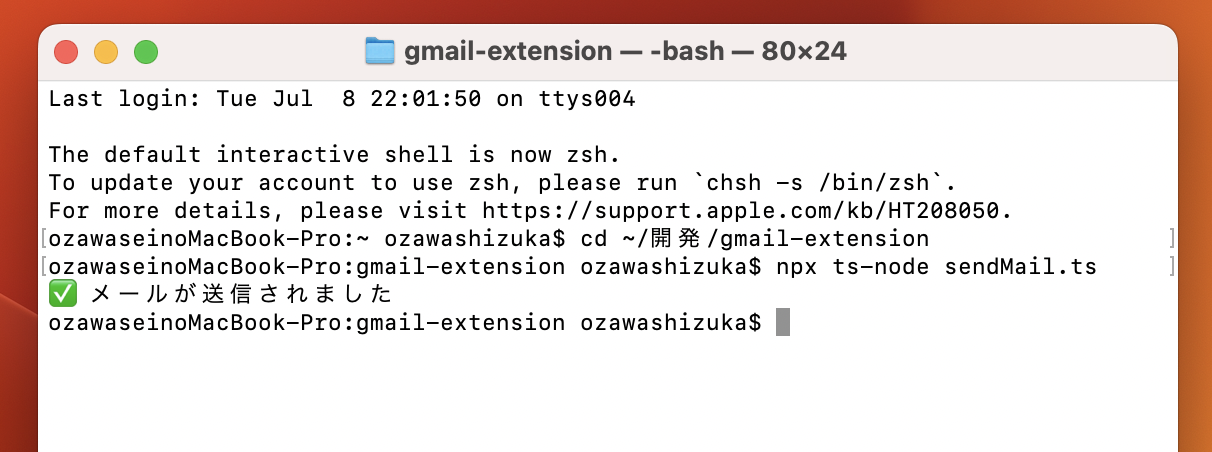 gmail-extension — -bash — 80×24
Last login: Tue Jul  8 22:01:50 on ttys004
The default interactive shell is now zsh.
To update your account to use zsh, please run `chsh -s /bin/zsh`.
For more details, please visit https://support.apple.com/kb/HT208050.
[ozawaseinoMacBook-Pro:~ ozawashizuka$ cd ~/開発/gmail-extension ]
[ozawaseinoMacBook-Pro:gmail-extension ozawashizuka$ npx ts-node sendMail.ts ]
✅ メールが送信されました
ozawaseinoMacBook-Pro:gmail-extension ozawashizuka$